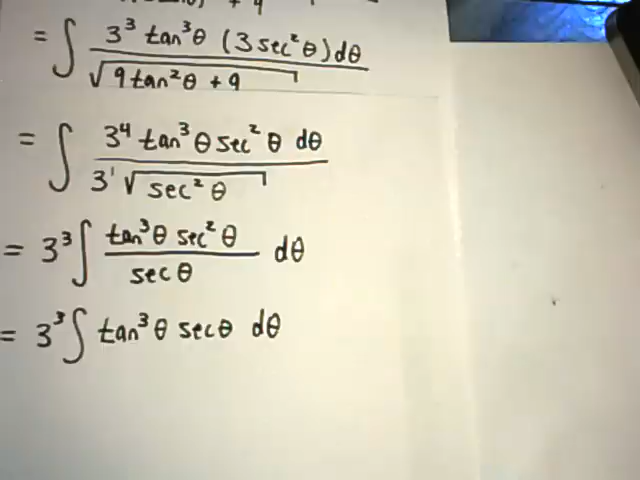 = ∫ 3³ tan³θ (3 sec²θ) dθ / √(9 tan²θ + 9)
= ∫ 3⁴ tan³θ sec²θ dθ / 3¹ √(sec²θ)
= 3³ ∫ tan³θ sec²θ / secθ dθ
= 3³ ∫ tan³θ secθ dθ